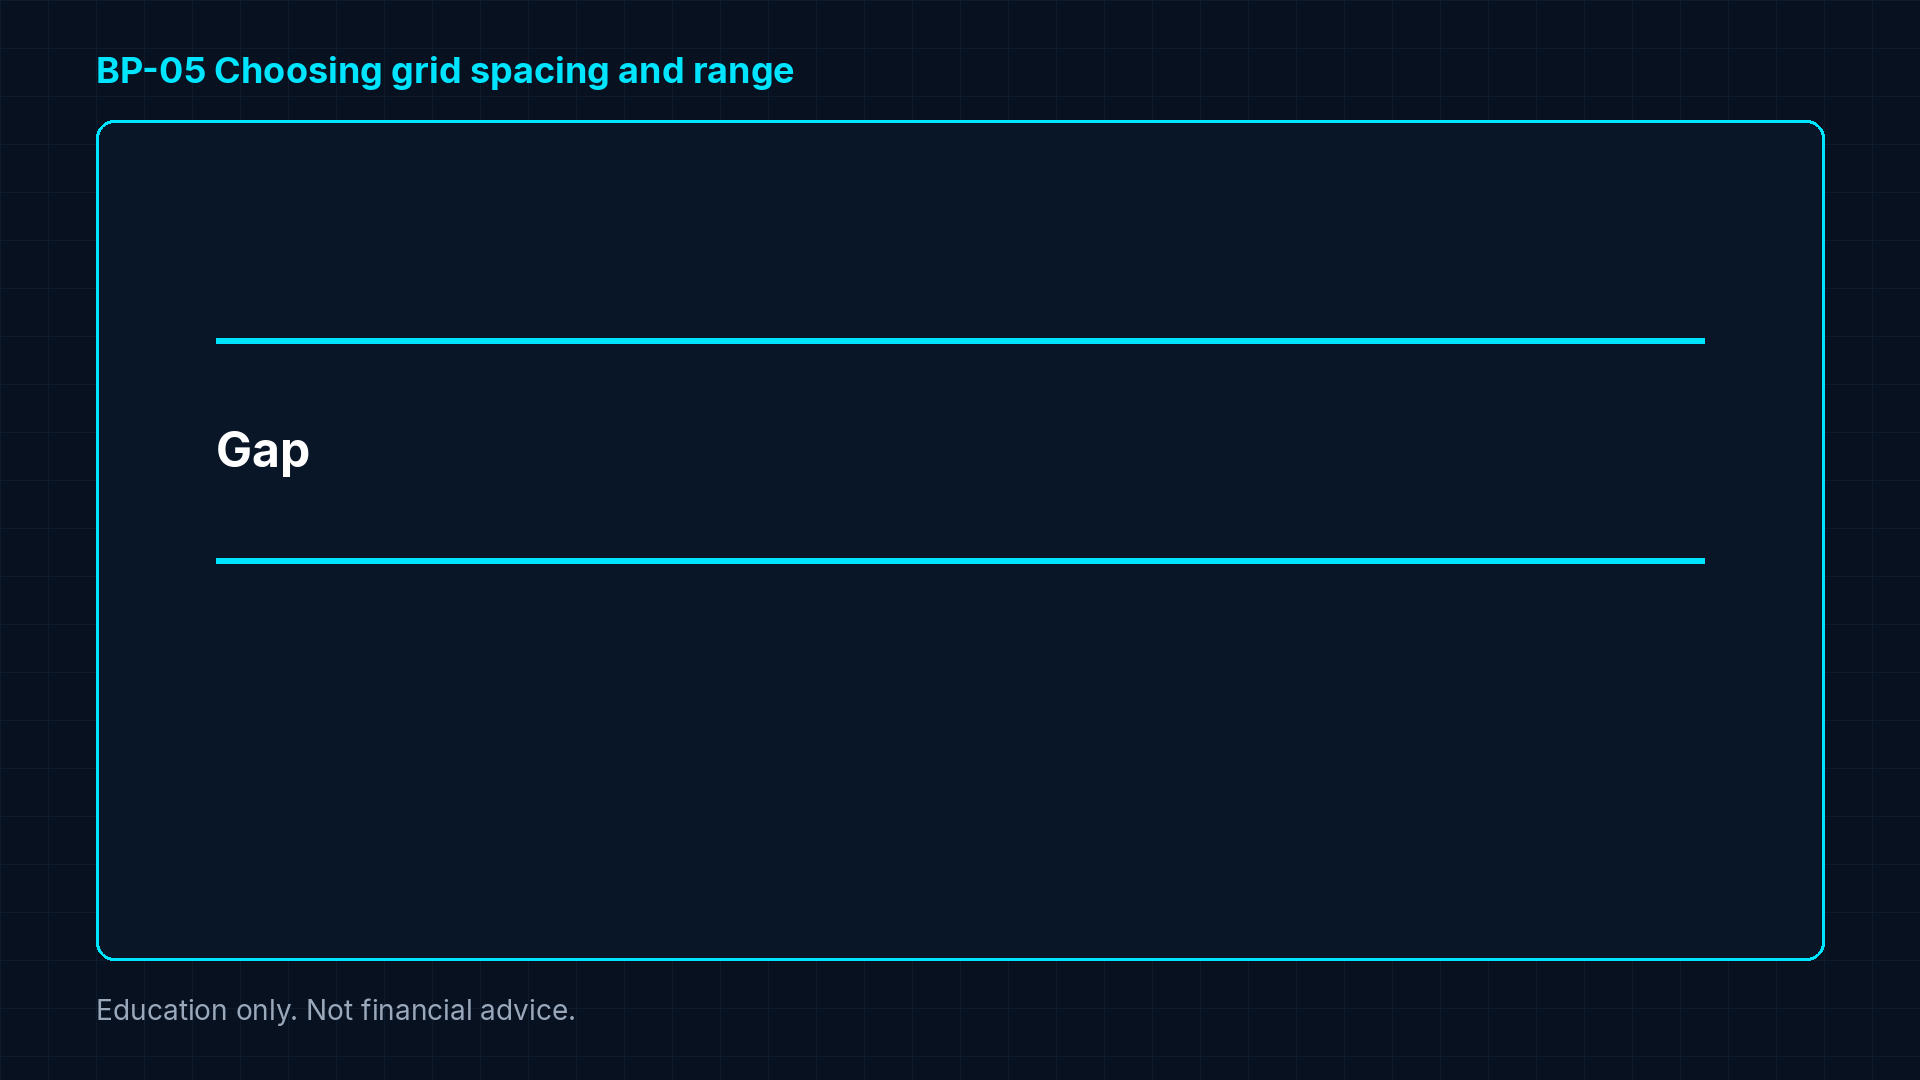 BP-05 Choosing grid spacing and range
Gap
Education only. Not financial advice.